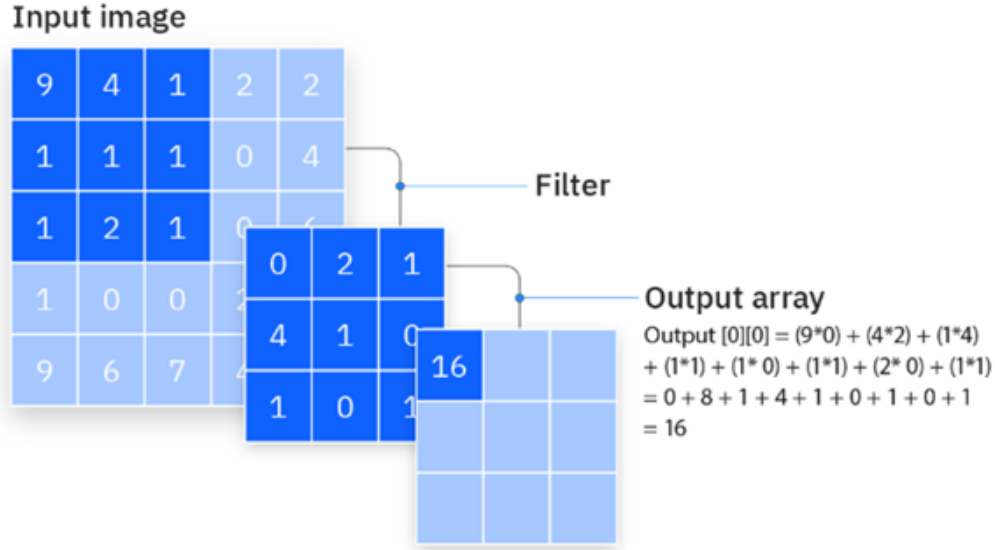 Input image
9 4 1 2 2
1 1 1 0 4
1 2 1
1 0 0
9 6 7
Filter
0 2 1
4 1 0
1 0 1
Output array
16
Output [0][0] = (9*0) + (4*2) + (1*4)
+ (1*1) + (1* 0) + (1*1) + (2* 0) + (1*1)
= 0 + 8 + 1 + 4 + 1 + 0 + 1 + 0 + 1
= 16